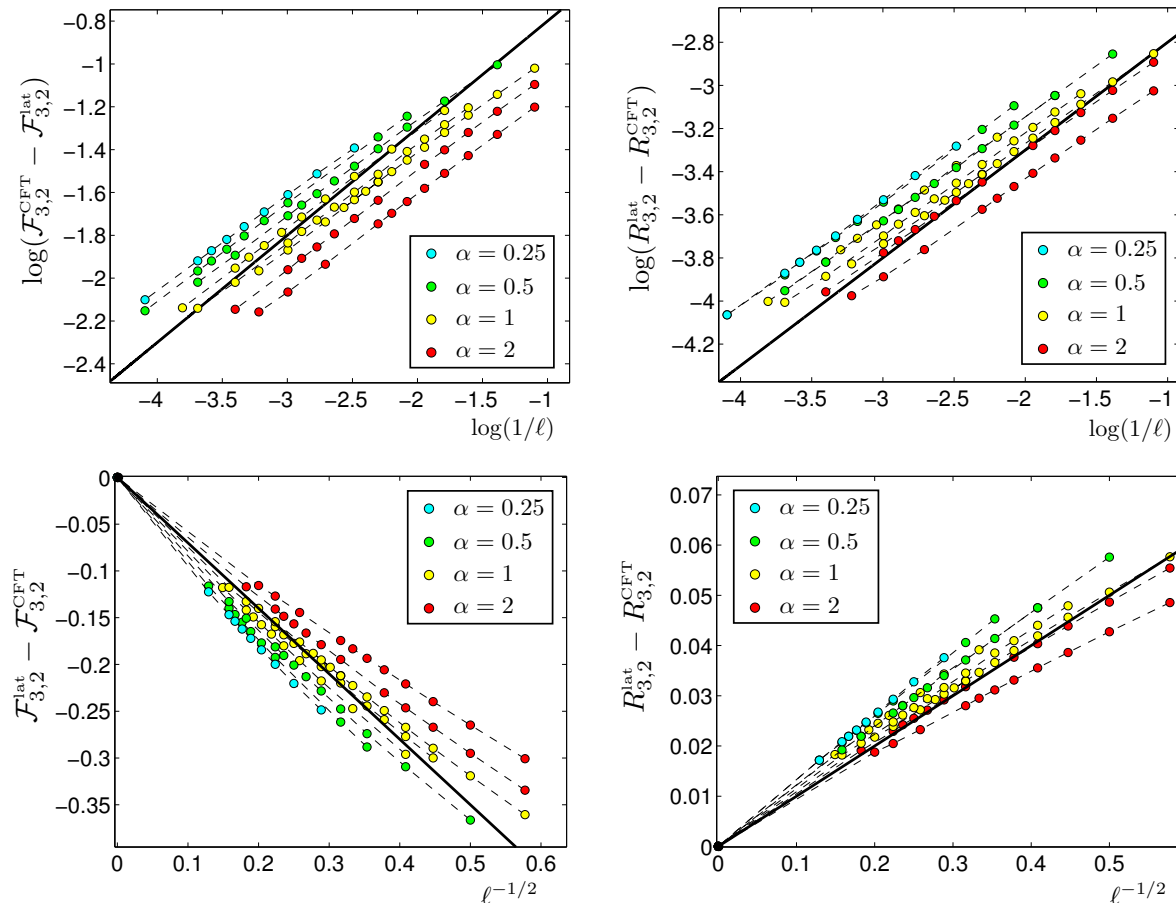 log(𝓕^CFT_3,2 − 𝓕^lat_3,2)
−0.8
−1
−1.2
−1.4
−1.6
−1.8
−2
−2.2
−2.4
α = 0.25
α = 0.5
α = 1
α = 2
−4 −3.5 −3 −2.5 −2 −1.5 −1
log(1/ℓ)
log(R^lat_3,2 − R^CFT_3,2)
−2.8
−3
−3.2
−3.4
−3.6
−3.8
−4
−4.2
α = 0.25
α = 0.5
α = 1
α = 2
−4 −3.5 −3 −2.5 −2 −1.5 −1
log(1/ℓ)
𝓕^lat_3,2 − 𝓕^CFT_3,2
0
−0.05
−0.1
−0.15
−0.2
−0.25
−0.3
−0.35
α = 0.25
α = 0.5
α = 1
α = 2
0 0.1 0.2 0.3 0.4 0.5 0.6
ℓ^−1/2
R^lat_3,2 − R^CFT_3,2
0.07
0.06
0.05
0.04
0.03
0.02
0.01
0
α = 0.25
α = 0.5
α = 1
α = 2
0 0.1 0.2 0.3 0.4 0.5
ℓ^−1/2